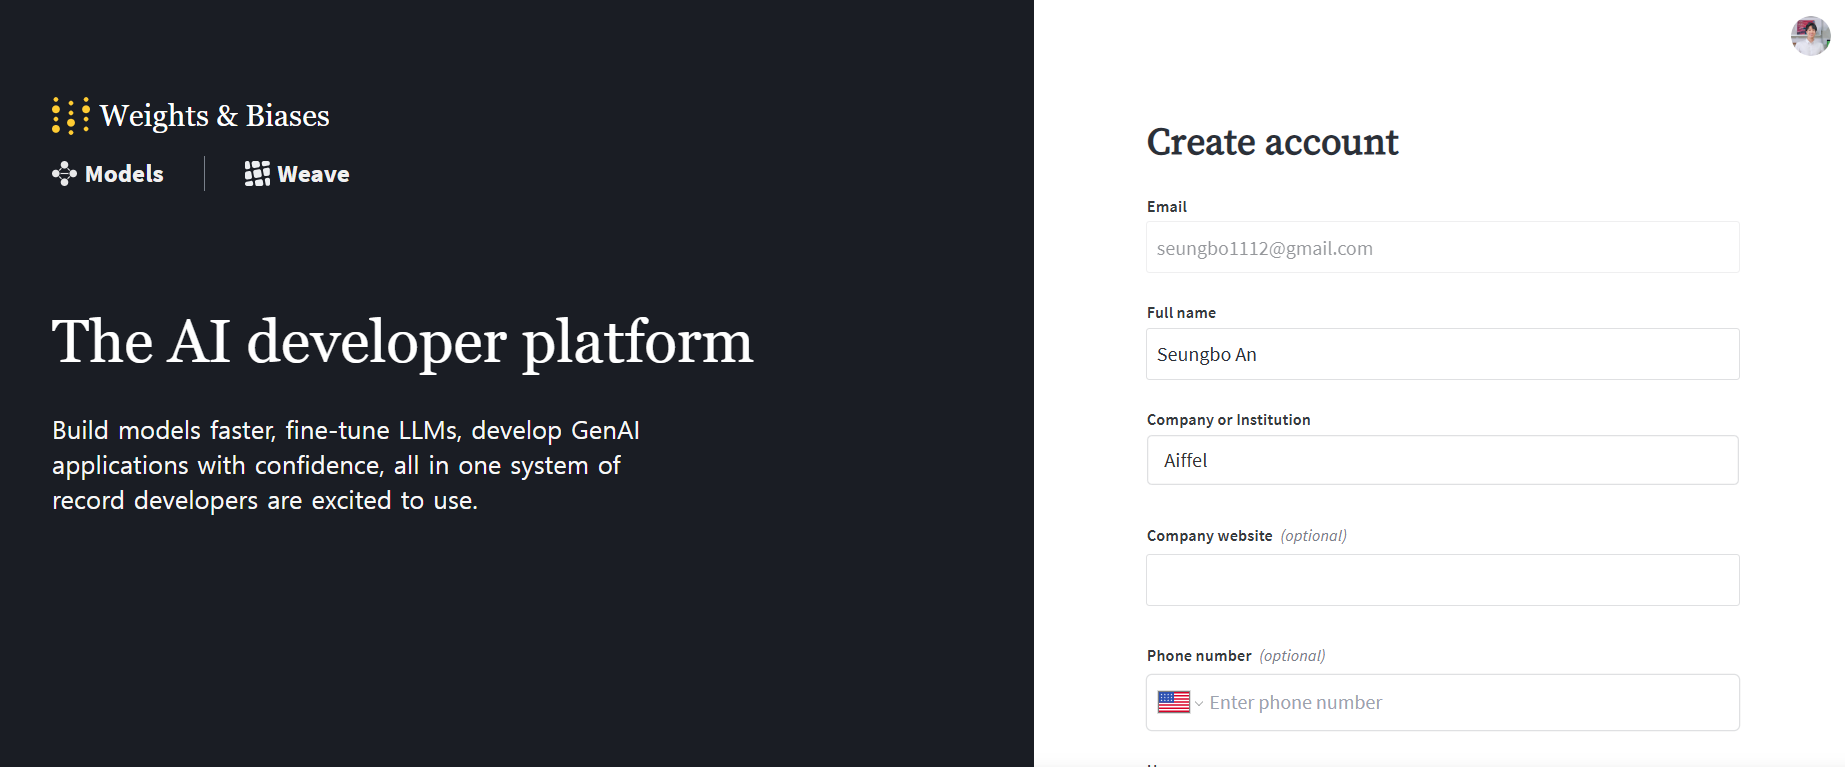 Weights & Biases
Models
Weave
The AI developer platform
Build models faster, fine-tune LLMs, develop GenAI
applications with confidence, all in one system of
record developers are excited to use.
Create account
Email
seungbo1112@gmail.com
Full name
Seungbo An
Company or Institution
Aiffel
Company website (optional)
Phone number (optional)
Enter phone number